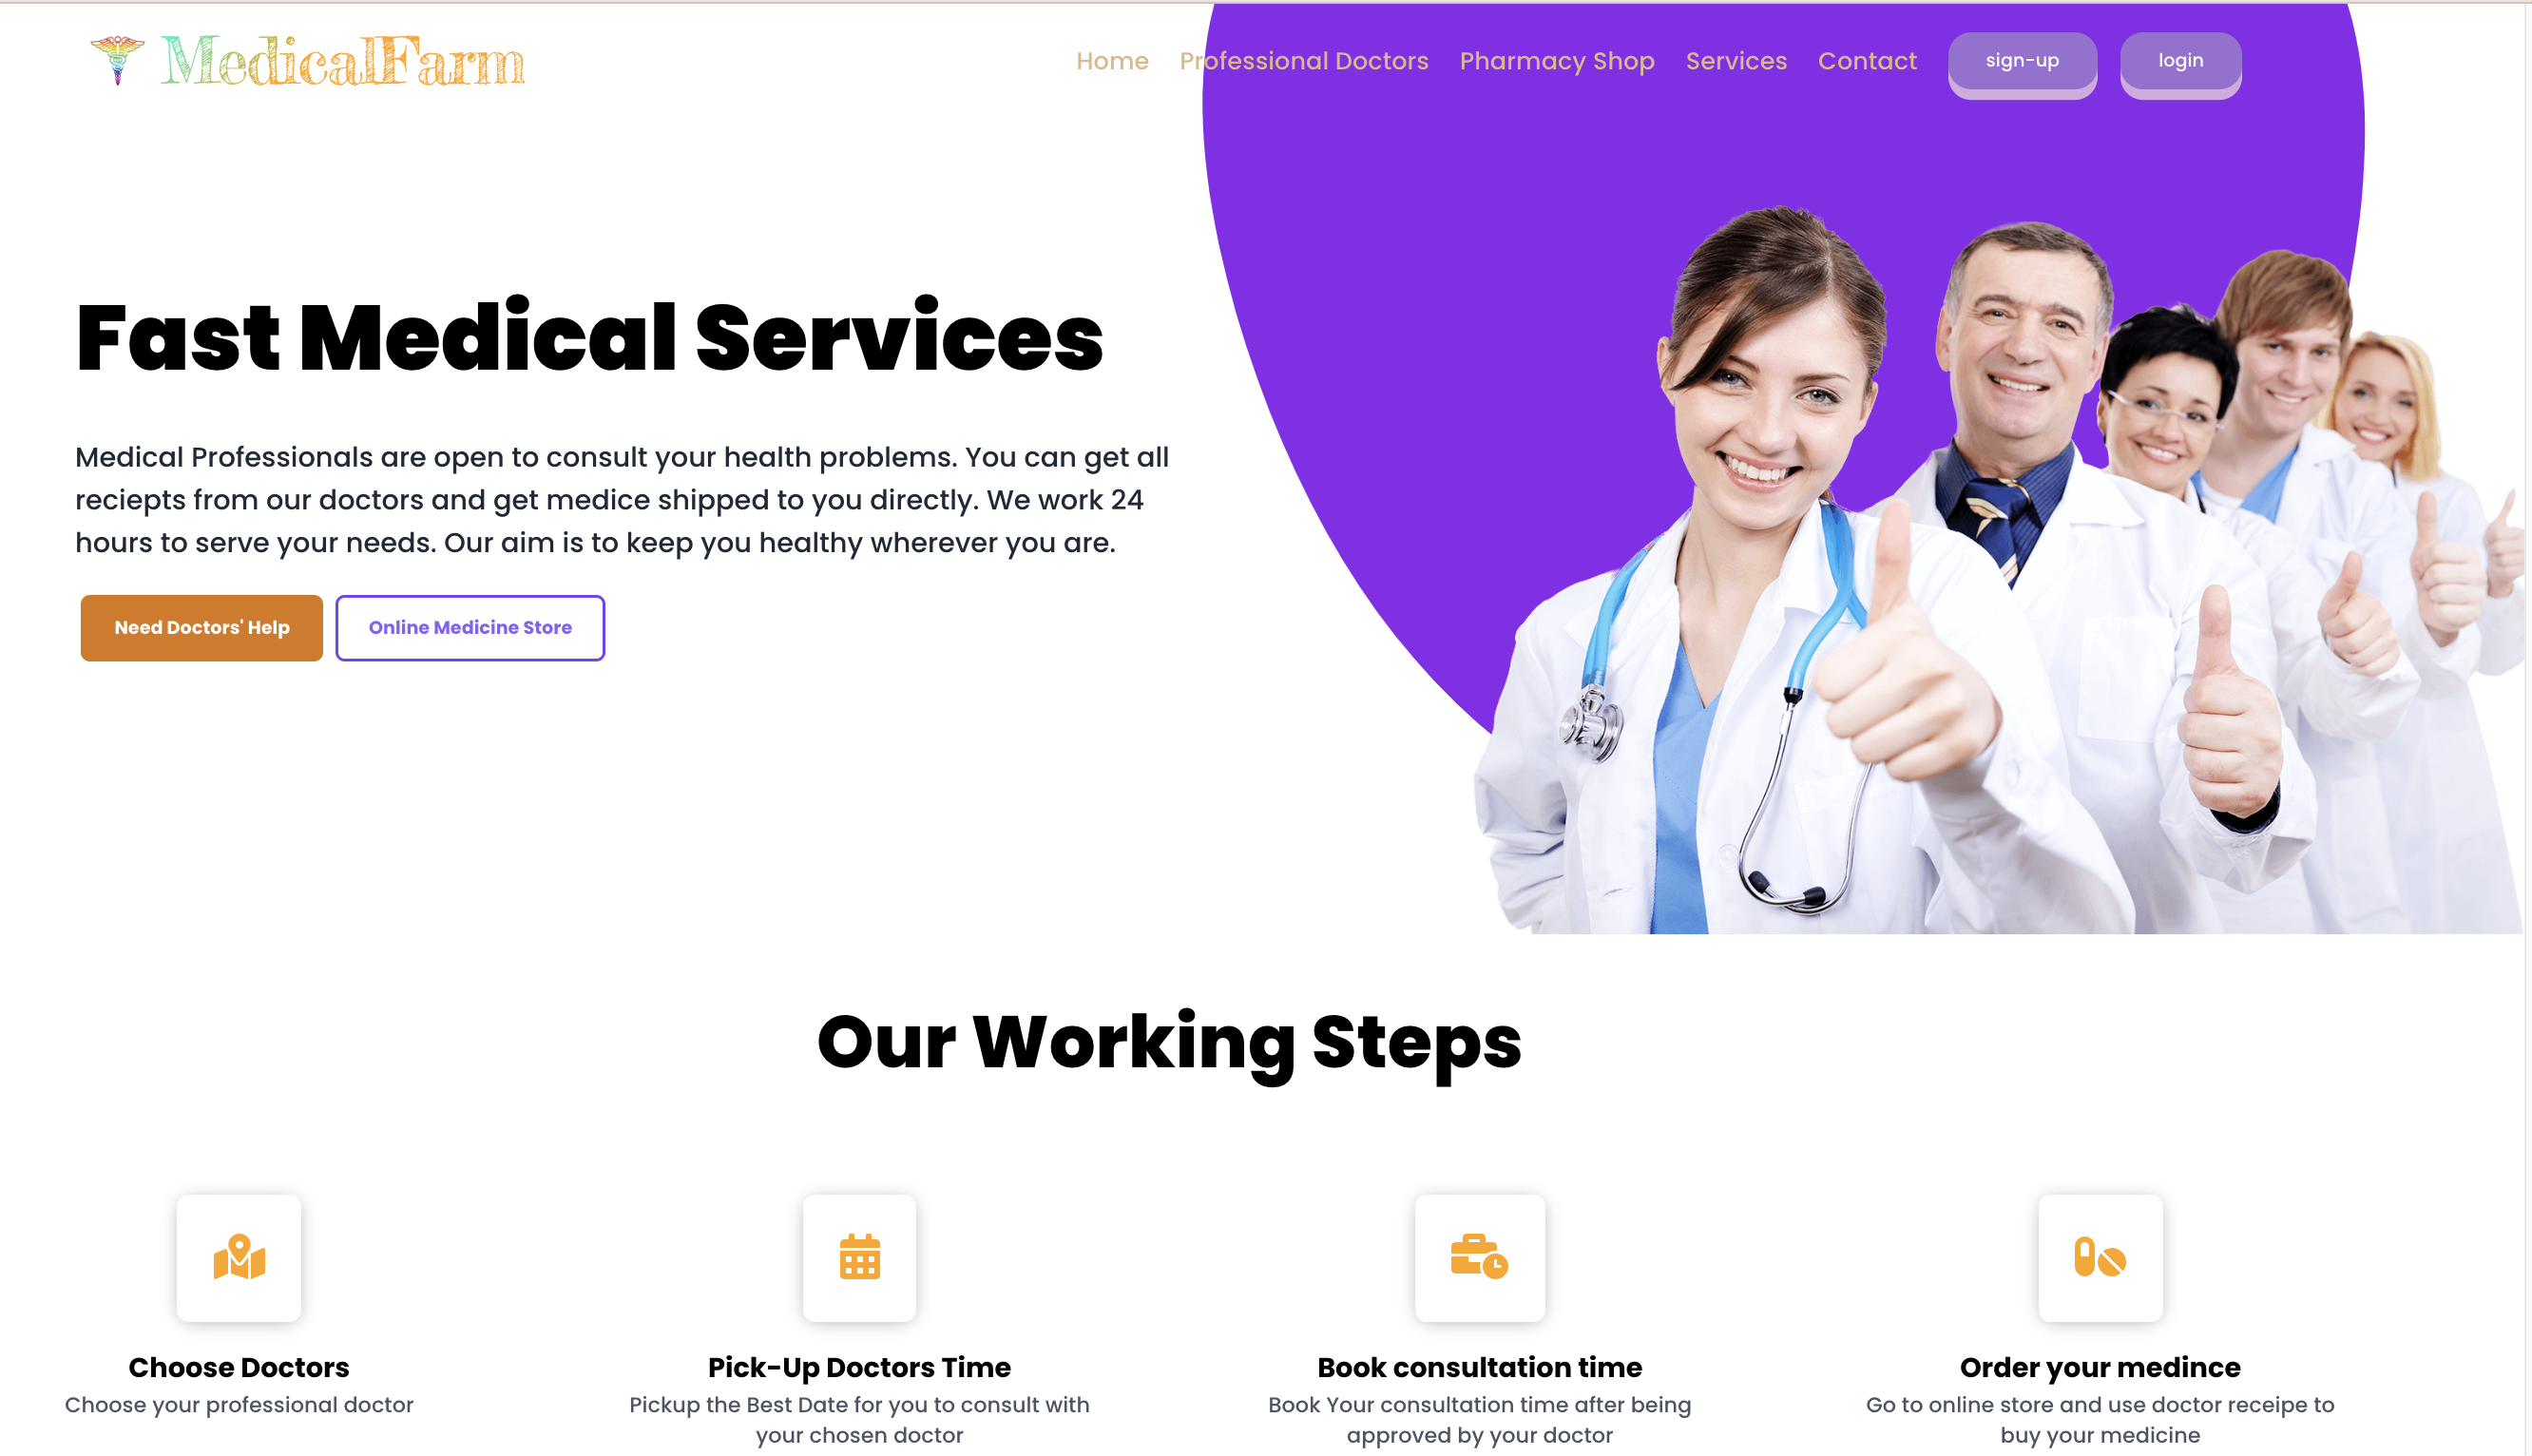 MedicalFarm
Home Professional Doctors Pharmacy Shop Services Contact sign-up login
Fast Medical Services
Medical Professionals are open to consult your health problems. You can get all
reciepts from our doctors and get medice shipped to you directly. We work 24
hours to serve your needs. Our aim is to keep you healthy wherever you are.
Need Doctors' Help Online Medicine Store
Our Working Steps
Choose Doctors
Choose your professional doctor
Pick-Up Doctors Time
Pickup the Best Date for you to consult with
your chosen doctor
Book consultation time
Book Your consultation time after being
approved by your doctor
Order your medince
Go to online store and use doctor receipe to
buy your medicine